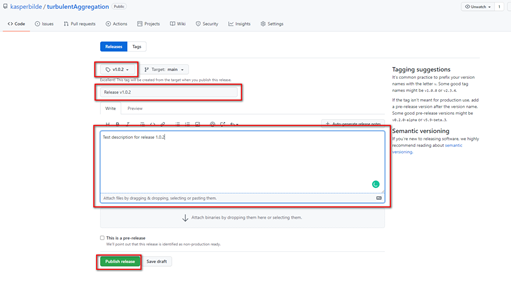 kasperbilde / turbulentAggregation Public
Unwatch 1
Code Issues Pull requests Actions Projects Wiki Security Insights Settings
Releases Tags
v1.0.2 Target: main
Excellent! This tag will be created from the target when you publish this release.
Release v1.0.2
Write Preview
Auto-generate release notes
Test description for release 1.0.2
Attach files by dragging & dropping, selecting or pasting them.
Attach binaries by dropping them here or selecting them.
This is a pre-release
We'll point out that this release is identified as non-production ready.
Publish release Save draft
Tagging suggestions
It's common practice to prefix your version
names with the letter v. Some good tag
names might be v1.0.0 or v2.3.4.
If the tag isn't meant for production use, add a
pre-release version after the version name.
Some good pre-release versions might be
v0.2.0-alpha or v5.9-beta.3.
Semantic versioning
If you're new to releasing software, we highly
recommend reading about semantic
versioning.